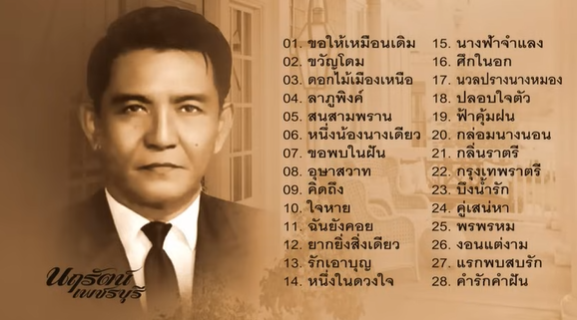 01. ขอให้เหมือนเดิม
02. ขวัญโดม
03. ดอกไม้เมืองเหนือ
04. ลาภูพิงค์
05. สนสามพราน
06. หนึ่งน้องนางเดียว
07. ขอพบในฝัน
08. อุษาสวาท
09. คิดถึง
10. ใจหาย
11. ฉันยังคอย
12. ยากยิ่งสิ่งเดียว
13. รักเอาบุญ
14. หนึ่งในดวงใจ
15. นางฟ้าจำแลง
16. ศึกในอก
17. นวลปรางนางหมอง
18. ปลอบใจตัว
19. ฟ้าคุ้มฝน
20. กล่อมนางนอน
21. กลิ่นราตรี
22. กรุงเทพราตรี
23. บึงน้ำรัก
24. คู่เสน่หา
25. พรพรหม
26. งอนแต่งาม
27. แรกพบสบรัก
28. คำรักคำฝัน
นฤรัตน์
เพชรบุรี